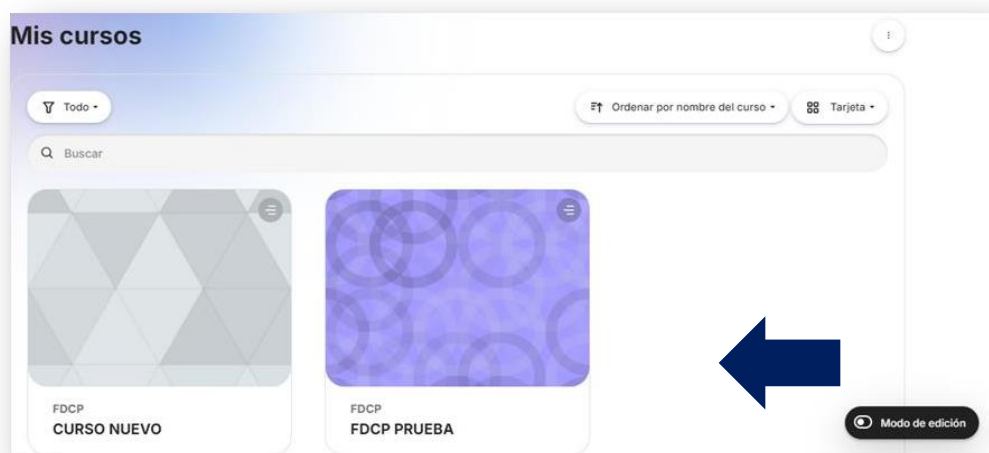 Mis cursos
Todo
Ordenar por nombre del curso
Tarjeta
Buscar
FDCP
CURSO NUEVO
FDCP
FDCP PRUEBA
Modo de edición